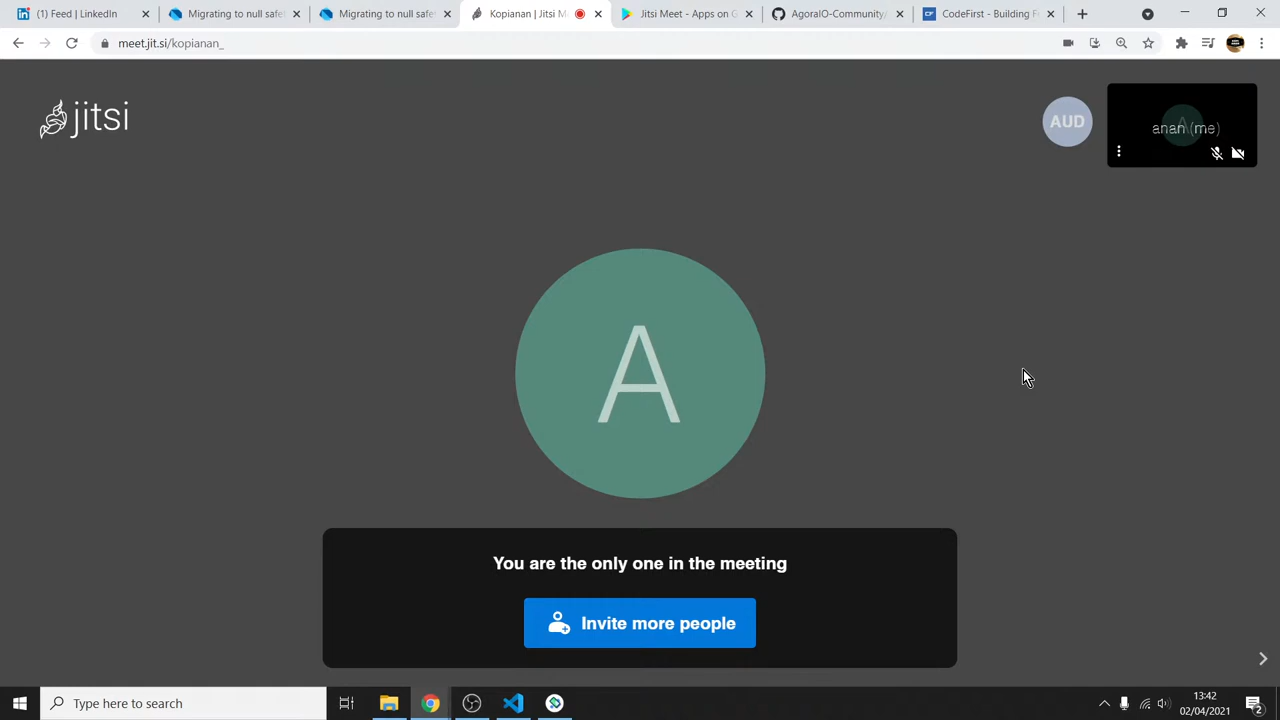 (1) Feed | LinkedIn
Migrating to null safe
Migrating to null safe
Kopianan | Jitsi M
Jitsi Meet - Apps on G
AgoraIO-Community/
CodeFirst - Building F
meet.jit.si/kopianan_
jitsi
AUD
A
anan (me)
A
You are the only one in the meeting
Invite more people
Type here to search
13:42
02/04/2021
2